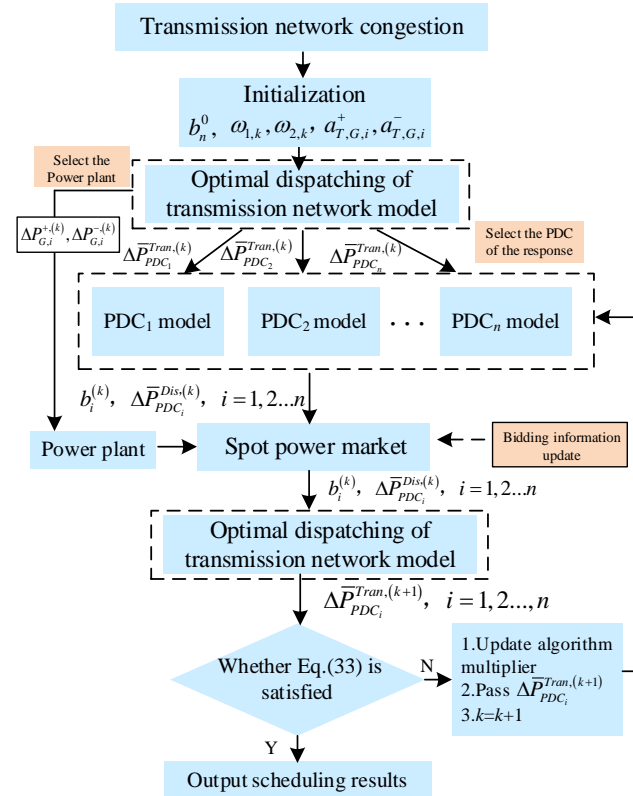 Transmission network congestion
Initialization
b_n^0, ω_{1,k}, ω_{2,k}, a_{T,G,i}^+, a_{T,G,i}^-
Select the
Power plant
Optimal dispatching of
transmission network model
ΔP_{G,i}^{+,(k)}, ΔP_{G,i}^{-,(k)}
Select the PDC
of the response
ΔP̅_{PDC_1}^{Tran,(k)} ΔP̅_{PDC_2}^{Tran,(k)} ΔP̅_{PDC_n}^{Tran,(k)}
PDC_1 model PDC_2 model · · · PDC_n model
b_i^{(k)}, ΔP̅_{PDC_i}^{Dis,(k)}, i=1,2...n
Power plant
Spot power market
Bidding information
update
b_i^{(k)}, ΔP̅_{PDC_i}^{Dis,(k)}, i=1,2...n
Optimal dispatching of
transmission network model
ΔP̅_{PDC_i}^{Tran,(k+1)}, i=1,2...,n
Whether Eq.(33) is
satisfied
N
1.Update algorithm
multiplier
2.Pass ΔP̅_{PDC_i}^{Tran,(k+1)}
3.k=k+1
Y
Output scheduling results